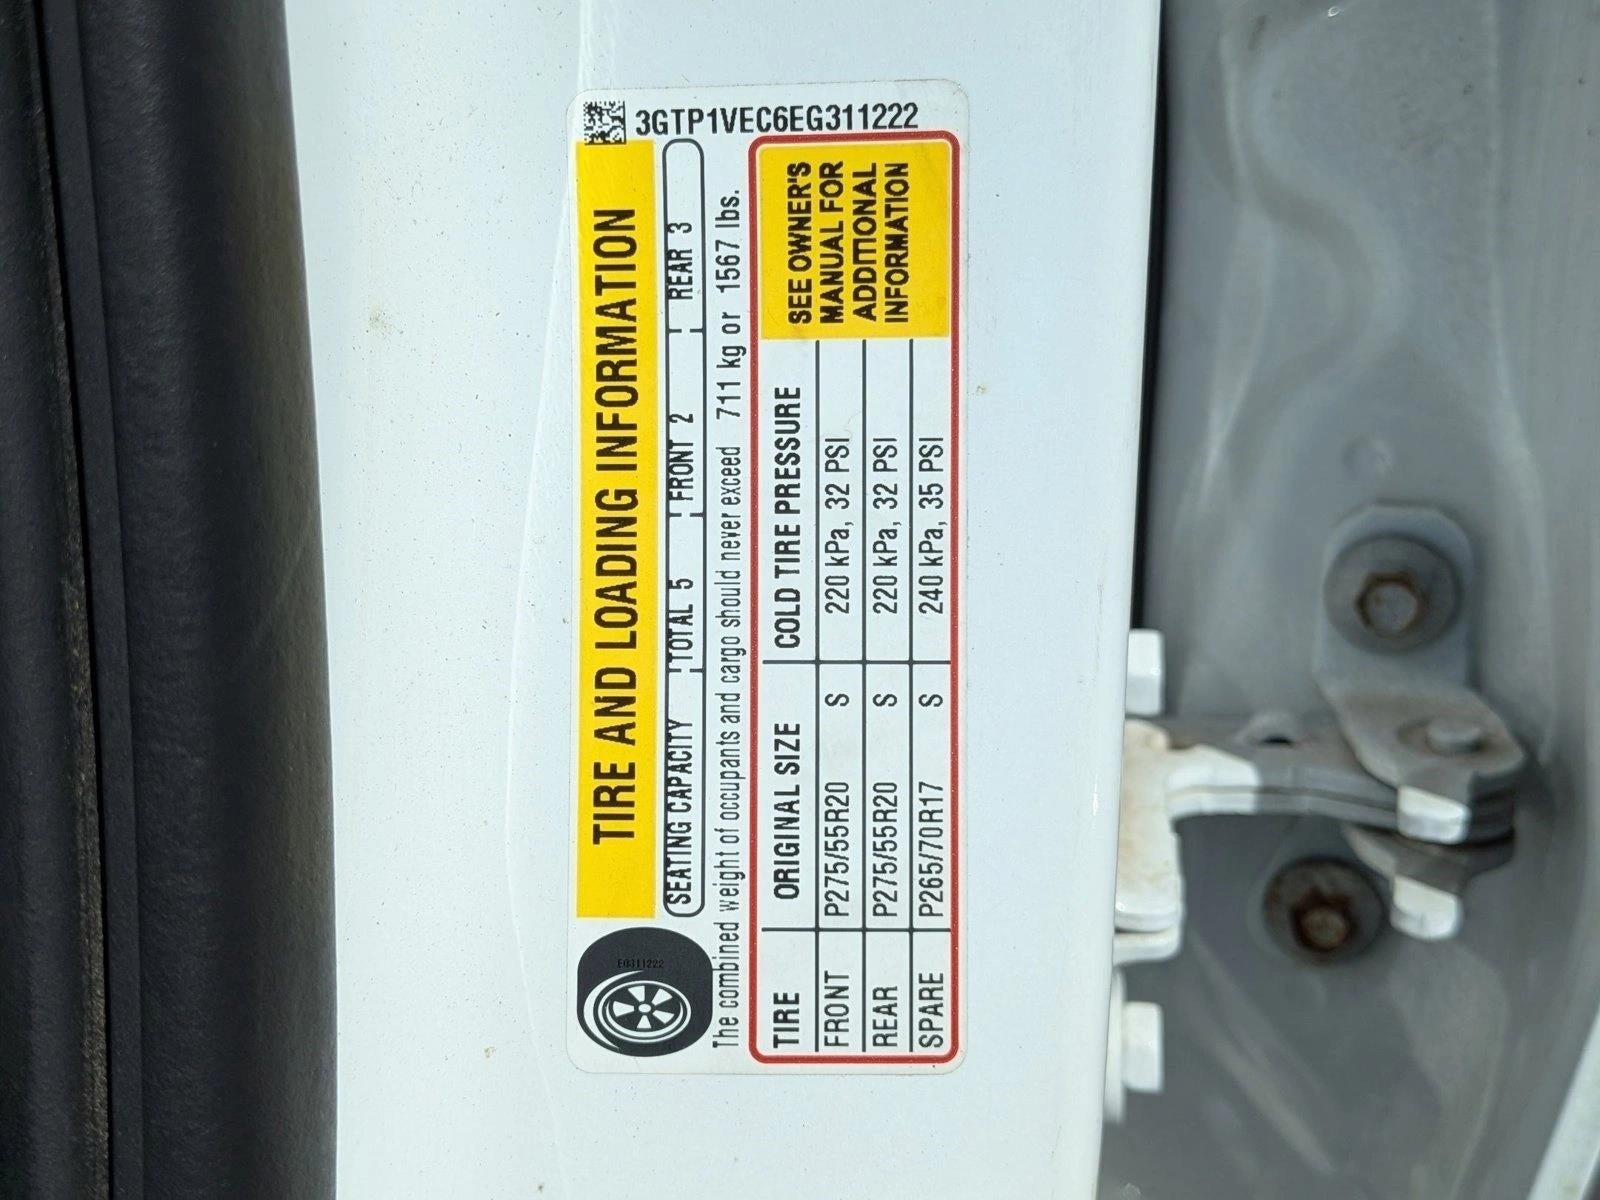 3GTP1VEC6EG311222
TIRE AND LOADING INFORMATION
SEATING CAPACITY TOTAL 5 FRONT 2 REAR 3
The combined weight of occupants and cargo should never exceed 711 kg or 1567 lbs.
TIRE ORIGINAL SIZE COLD TIRE PRESSURE
FRONT P275/55R20 S 220 kPa, 32 PSI
REAR P275/55R20 S 220 kPa, 32 PSI
SPARE P265/70R17 S 240 kPa, 35 PSI
SEE OWNER'S
MANUAL FOR
ADDITIONAL
INFORMATION
EG311222